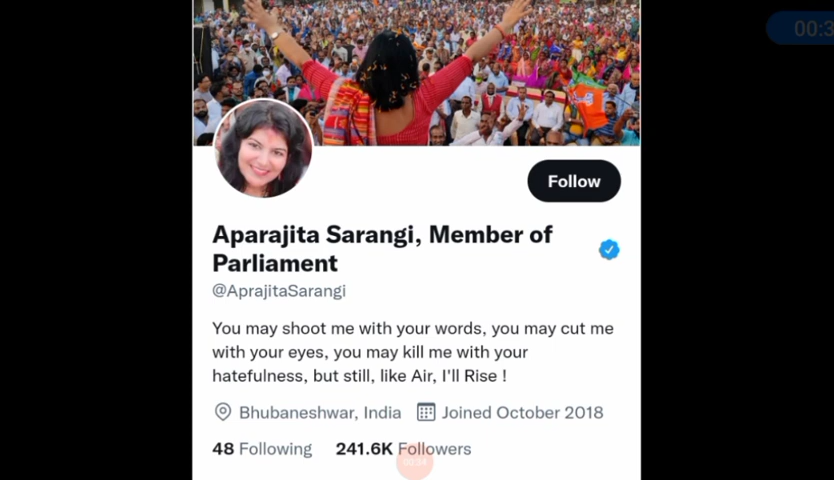 00:3
Follow
Aparajita Sarangi, Member of
Parliament
@AprajitaSarangi
You may shoot me with your words, you may cut me
with your eyes, you may kill me with your
hatefulness, but still, like Air, I'll Rise !
Bhubaneshwar, India Joined October 2018
48 Following 241.6K Followers